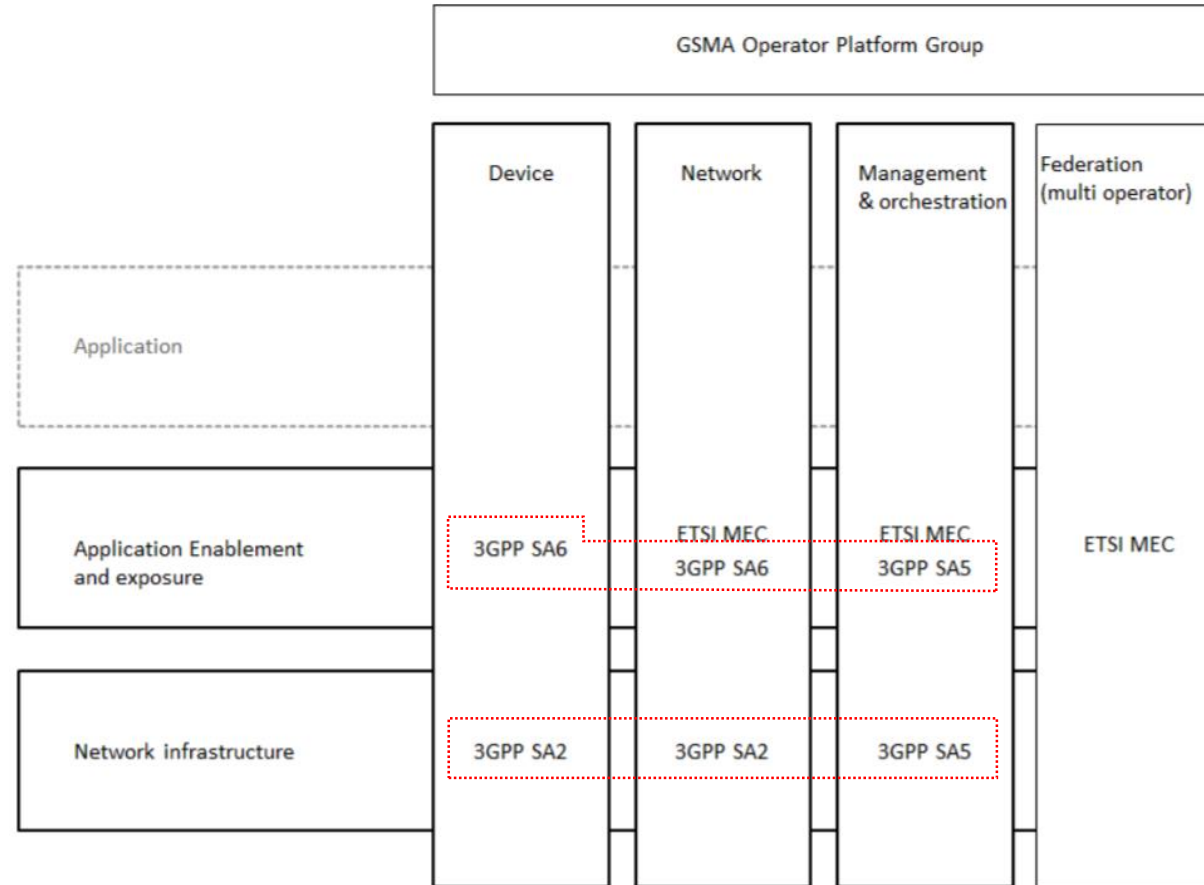 GSMA Operator Platform Group
Device
Network
Management
& orchestration
Federation
(multi operator)
Application
Application Enablement
and exposure
3GPP SA6
ETSI MEC
3GPP SA6
ETSI MEC
3GPP SA5
ETSI MEC
Network infrastructure
3GPP SA2
3GPP SA2
3GPP SA5